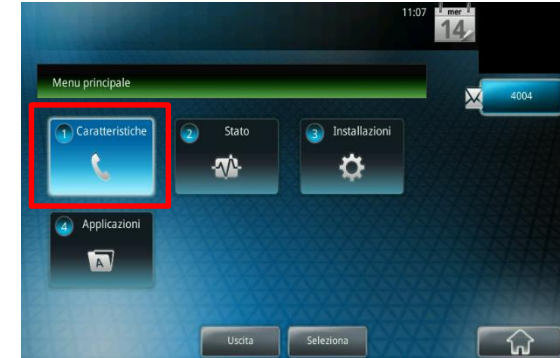 11:07
mer
14
Menu principale
4004
1 Caratteristiche
2 Stato
3 Installazioni
4 Applicazioni
A
Uscita
Seleziona